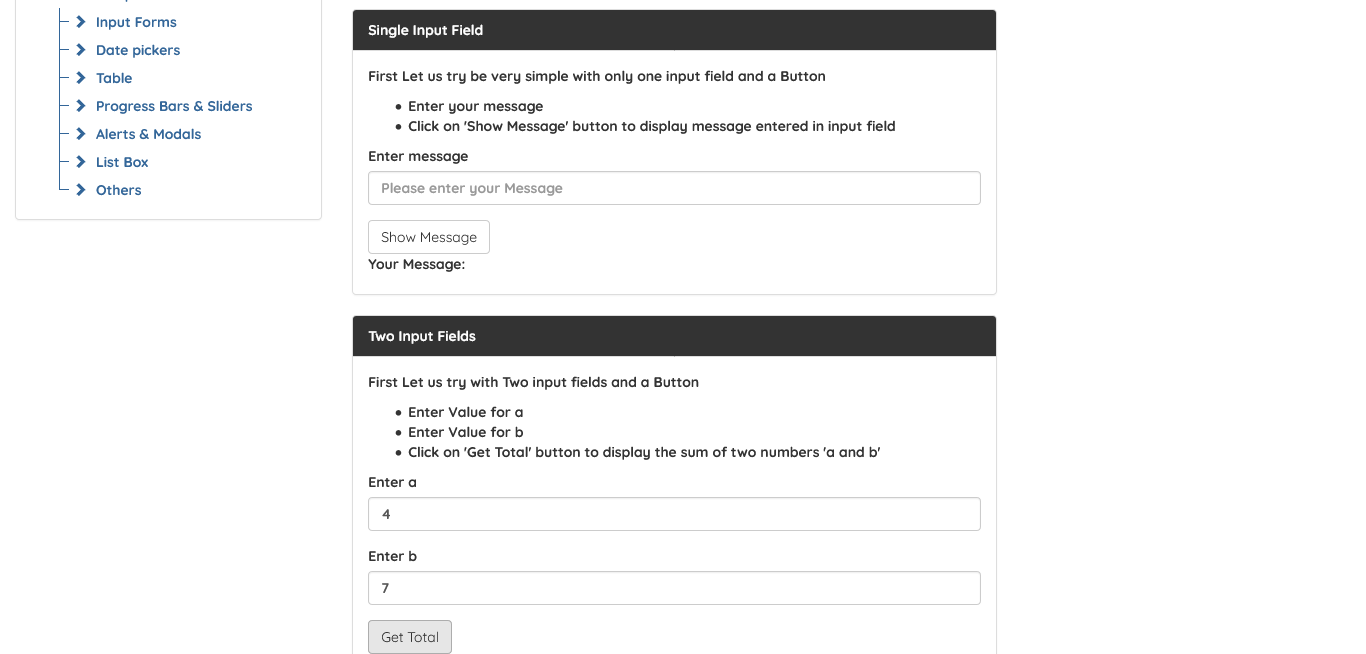 Input Forms
Date pickers
Table
Progress Bars & Sliders
Alerts & Modals
List Box
Others
Single Input Field
First Let us try be very simple with only one input field and a Button
Enter your message
Click on 'Show Message' button to display message entered in input field
Enter message
Please enter your Message
Show Message
Your Message:
Two Input Fields
First Let us try with Two input fields and a Button
Enter Value for a
Enter Value for b
Click on 'Get Total' button to display the sum of two numbers 'a and b'
Enter a
4
Enter b
7
Get Total